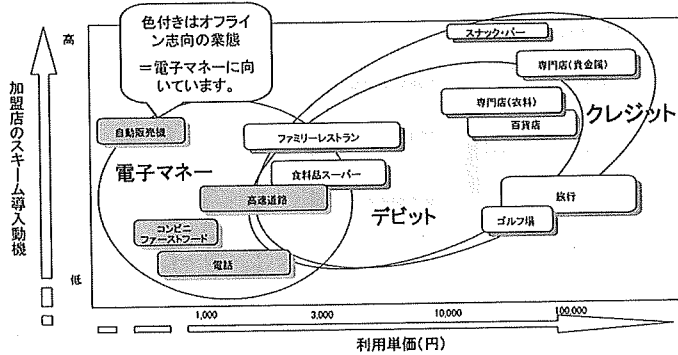 色付きはオフライ
ン志向の業態
＝電子マネーに向
いています。
高
加盟店のスキーム導入動機
低
スナック・バー
専門店(貴金属)
専門店(衣料)
百貨店
クレジット
自動販売機
ファミリーレストラン
電子マネー
食料品スーパー
高速道路
デビット
旅行
ゴルフ場
コンビニ
ファーストフード
電話
1,000
3,000
10,000
100,000
利用単価(円)